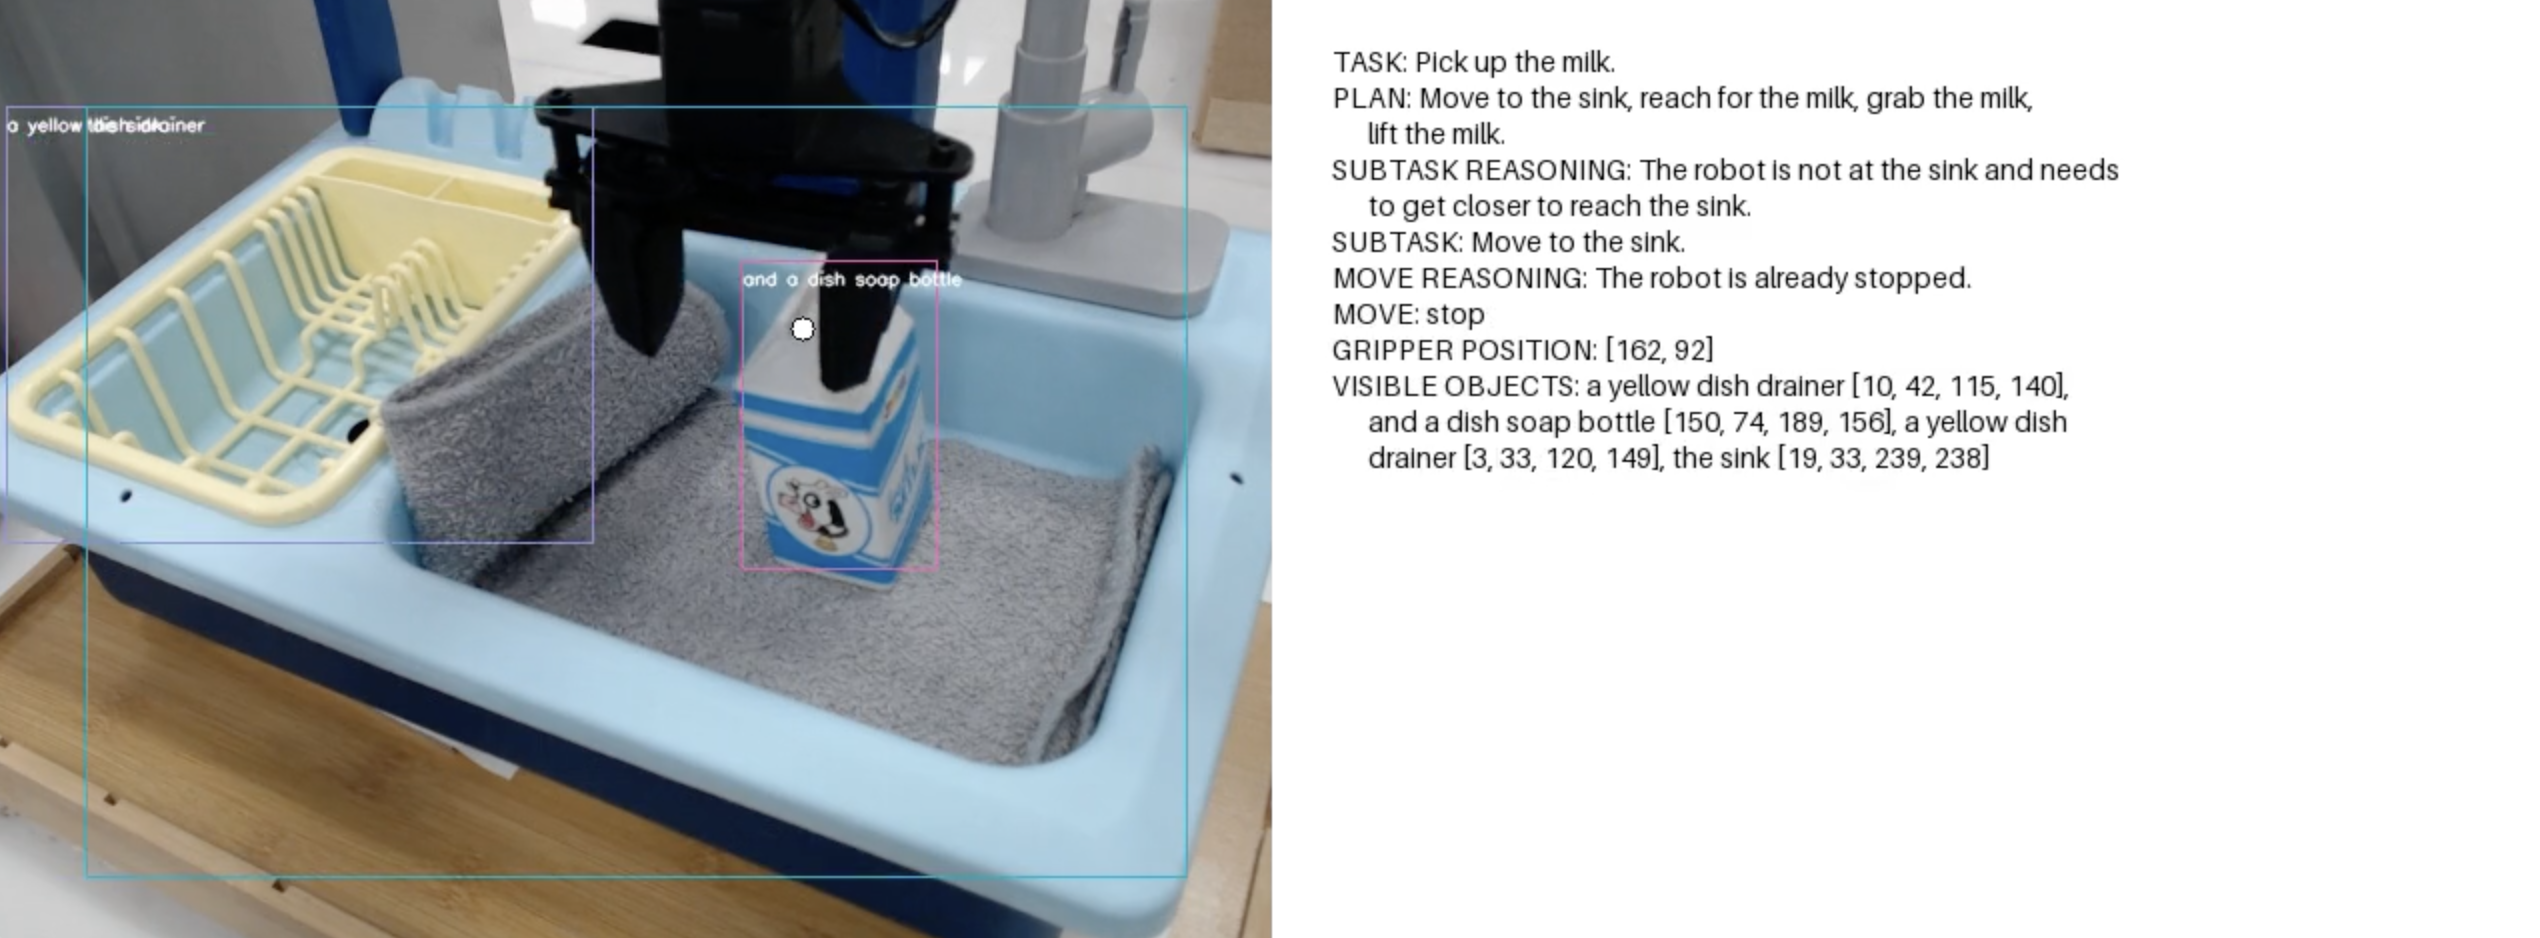 a yellow dish drainer
the sink
and a dish soap bottle
TASK: Pick up the milk.
PLAN: Move to the sink, reach for the milk, grab the milk,
lift the milk.
SUBTASK REASONING: The robot is not at the sink and needs
to get closer to reach the sink.
SUBTASK: Move to the sink.
MOVE REASONING: The robot is already stopped.
MOVE: stop
GRIPPER POSITION: [162, 92]
VISIBLE OBJECTS: a yellow dish drainer [10, 42, 115, 140],
and a dish soap bottle [150, 74, 189, 156], a yellow dish
drainer [3, 33, 120, 149], the sink [19, 33, 239, 238]